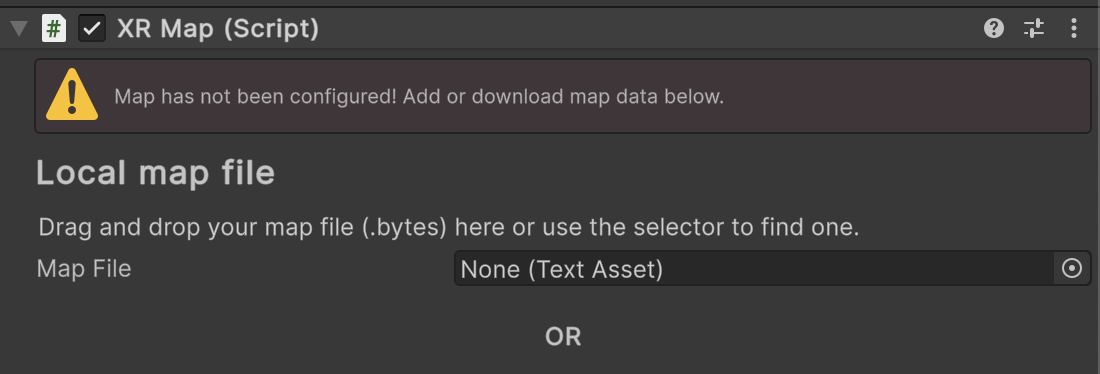 # XR Map (Script)
Map has not been configured! Add or download map data below.
Local map file
Drag and drop your map file (.bytes) here or use the selector to find one.
Map File None (Text Asset)
OR